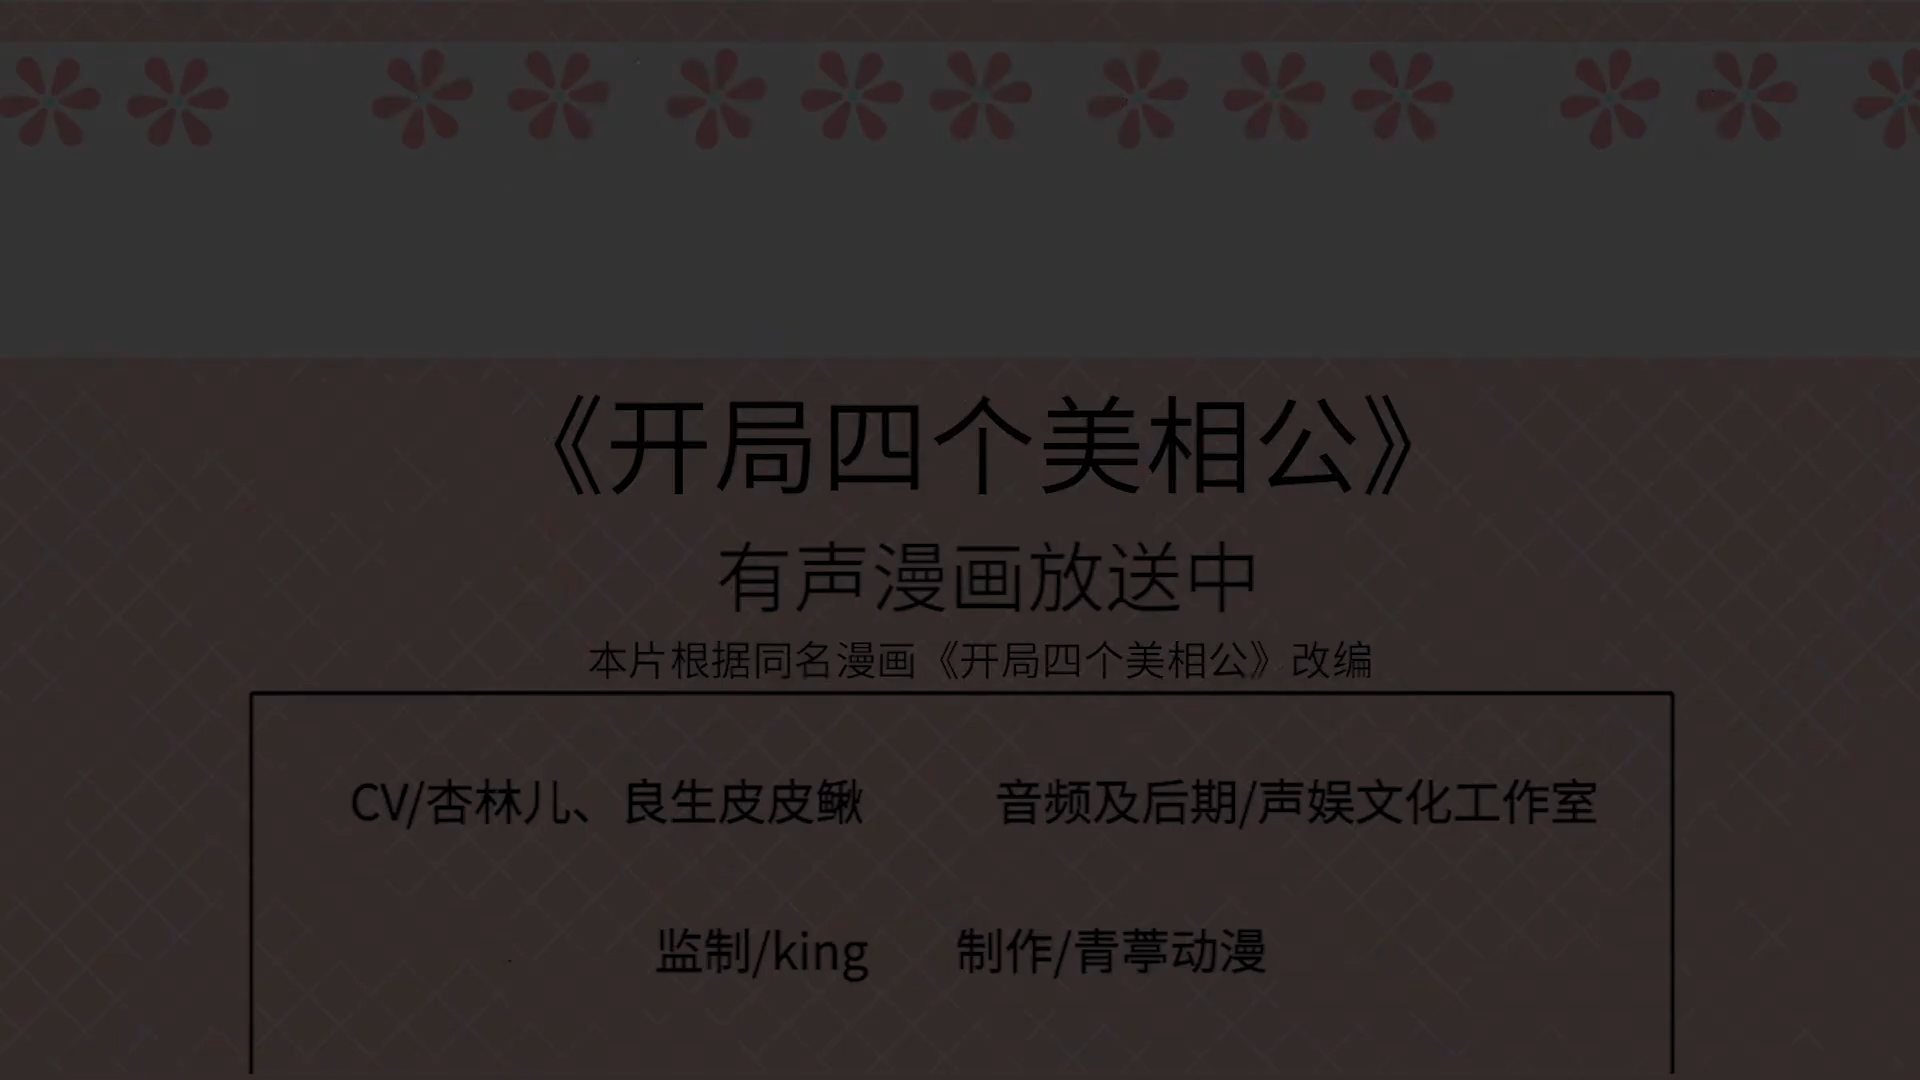 《开局四个美相公》
有声漫画放送中
本片根据同名漫画《开局四个美相公》改编
CV/杏林儿、良生皮皮鳅 音频及后期/声娱文化工作室
监制/king 制作/青葶动漫